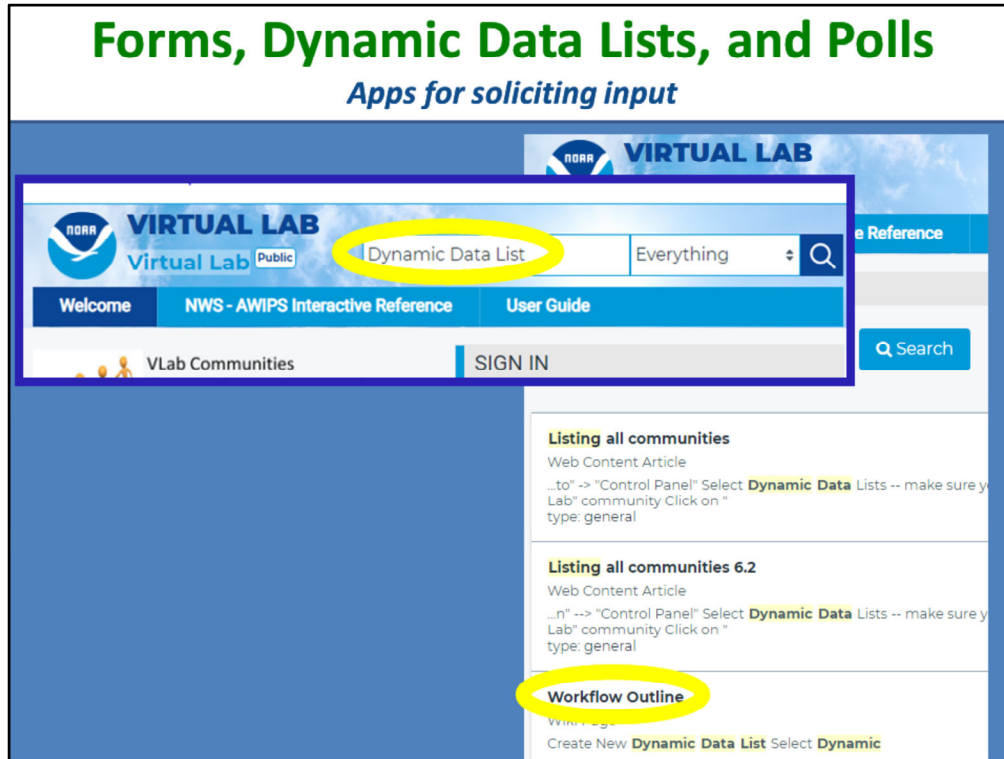 Forms, Dynamic Data Lists, and Polls
Apps for soliciting input
NOAA
VIRTUAL LAB
e Reference
Search
NOAA
VIRTUAL LAB
Virtual Lab Public
Dynamic Data List
Everything
Welcome
NWS - AWIPS Interactive Reference
User Guide
VLab Communities
SIGN IN
Listing all communities
Web Content Article
...to" -> "Control Panel" Select Dynamic Data Lists -- make sure y
Lab" community Click on "
type: general
Listing all communities 6.2
Web Content Article
...n" --> "Control Panel" Select Dynamic Data Lists -- make sure y
Lab" community Click on "
type: general
Workflow Outline
Create New Dynamic Data List Select Dynamic